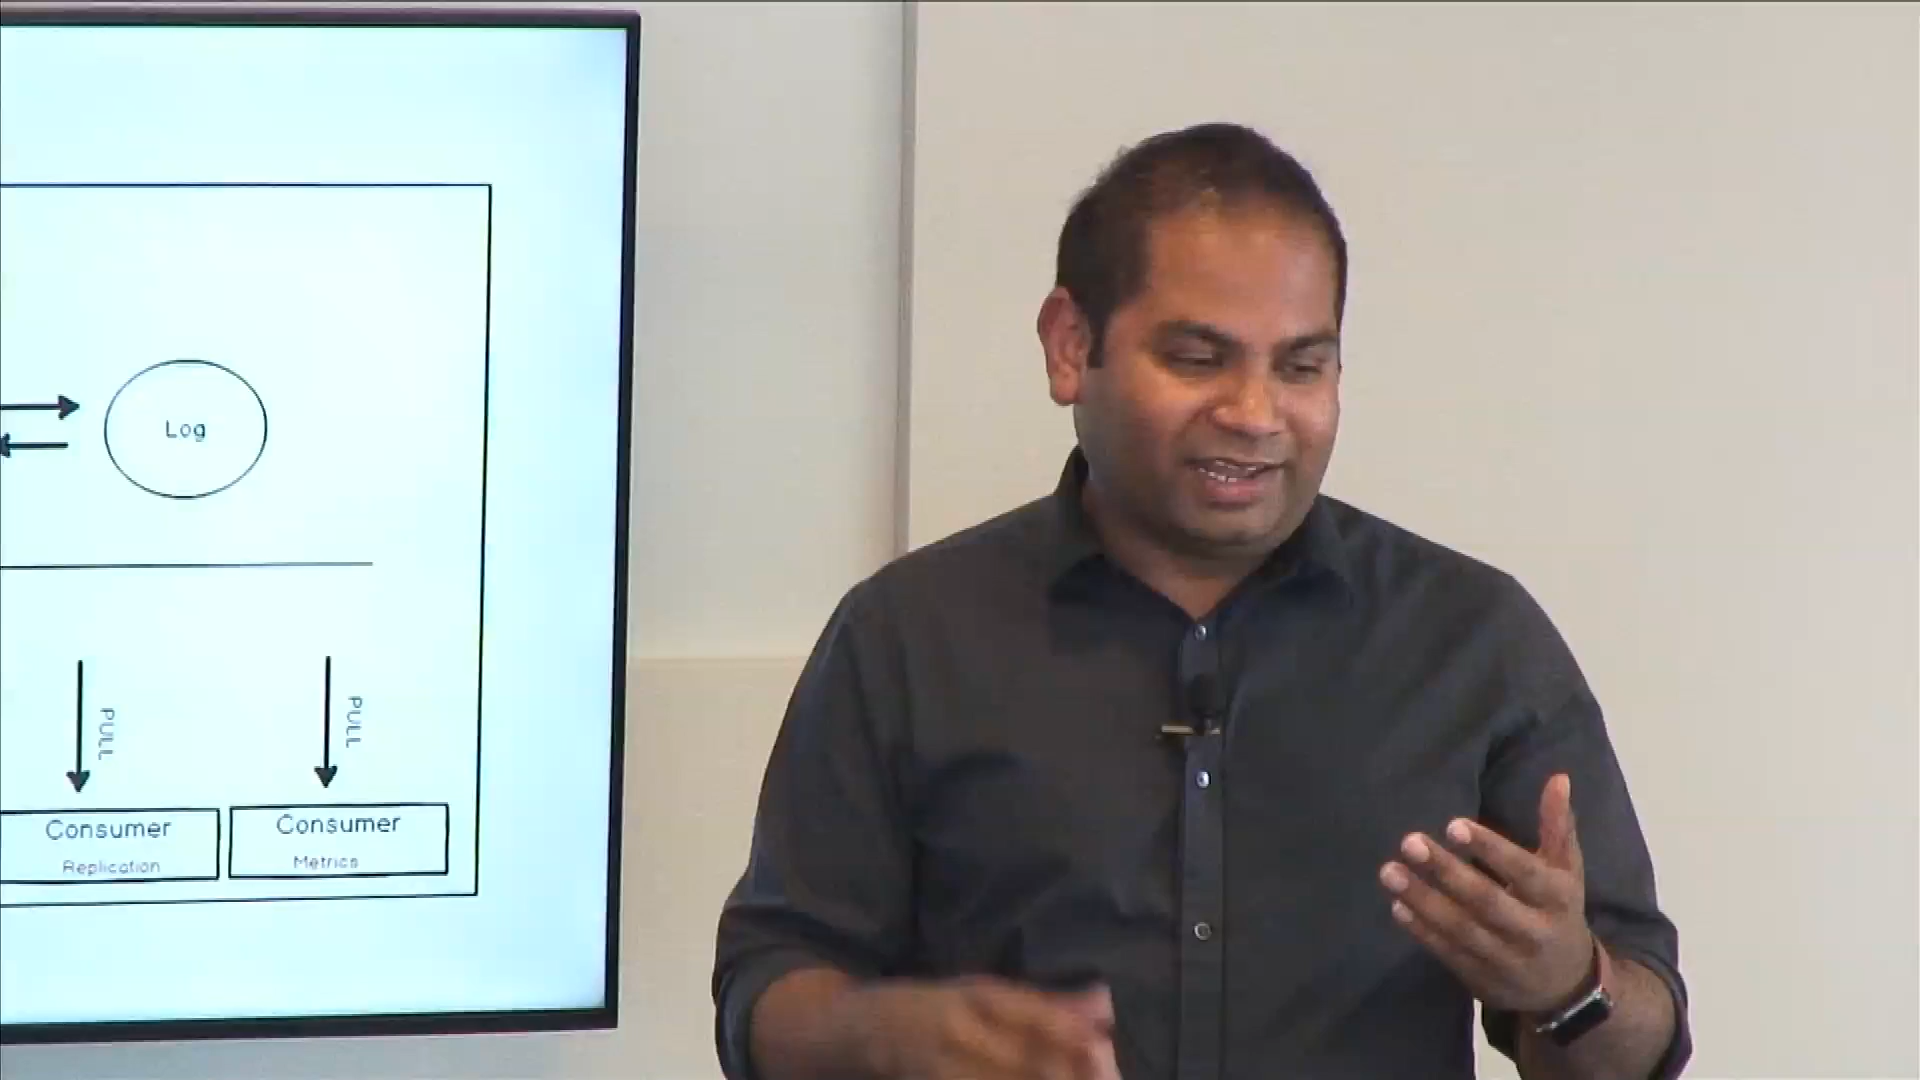 Log
PULL
PULL
Consumer
Replication
Consumer
Metrics